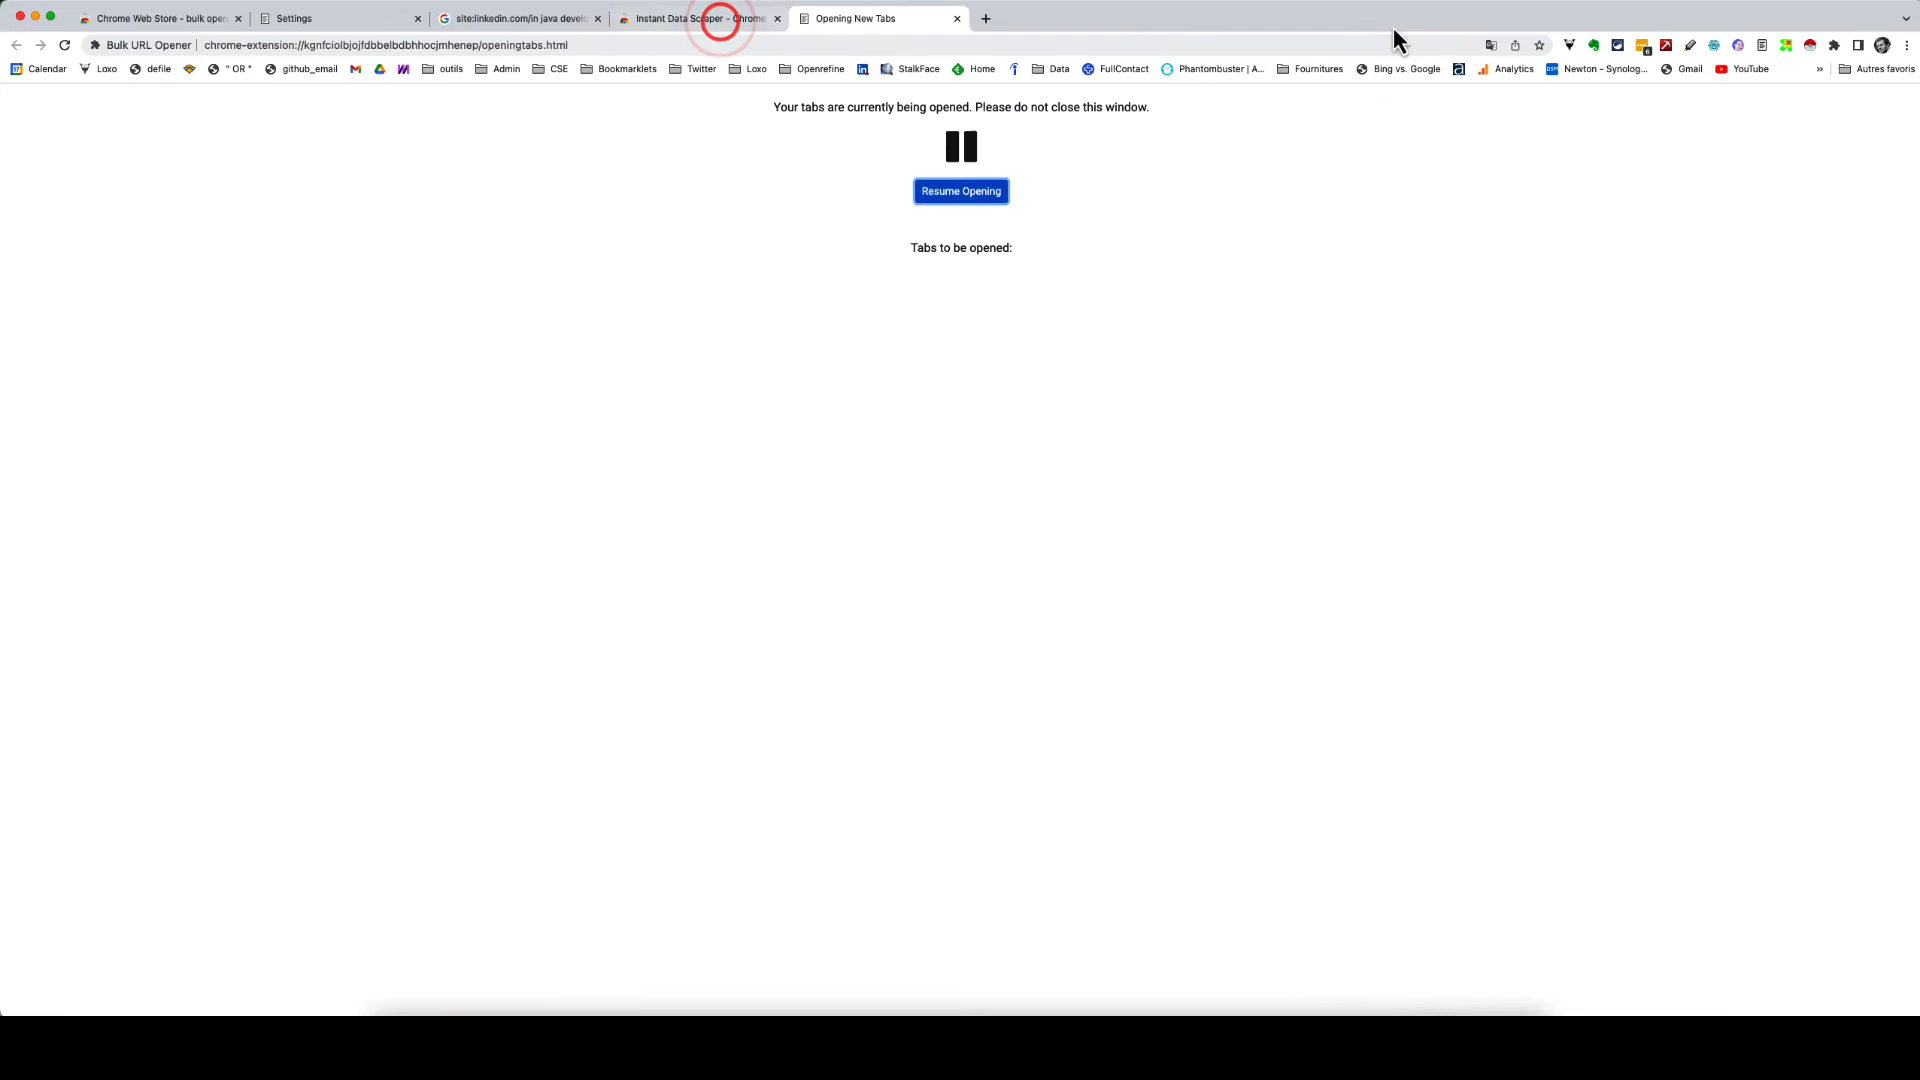 Chrome Web Store - bulk open
Settings
site:linkedin.com/in java develo
Instant Data Scraper - Chrome
Opening New Tabs
Bulk URL Opener
chrome-extension://kgnfciolbjojfdbbelbdbhhocjmhenep/openingtabs.html
Calendar
Loxo
defile
" OR "
github_email
outils
Admin
CSE
Bookmarklets
Twitter
Loxo
Openrefine
StalkFace
Home
Data
FullContact
Phantombuster | A...
Fournitures
Bing vs. Google
Analytics
Newton - Synolog...
Gmail
YouTube
»
Autres favoris
Your tabs are currently being opened. Please do not close this window.
Resume Opening
Tabs to be opened: